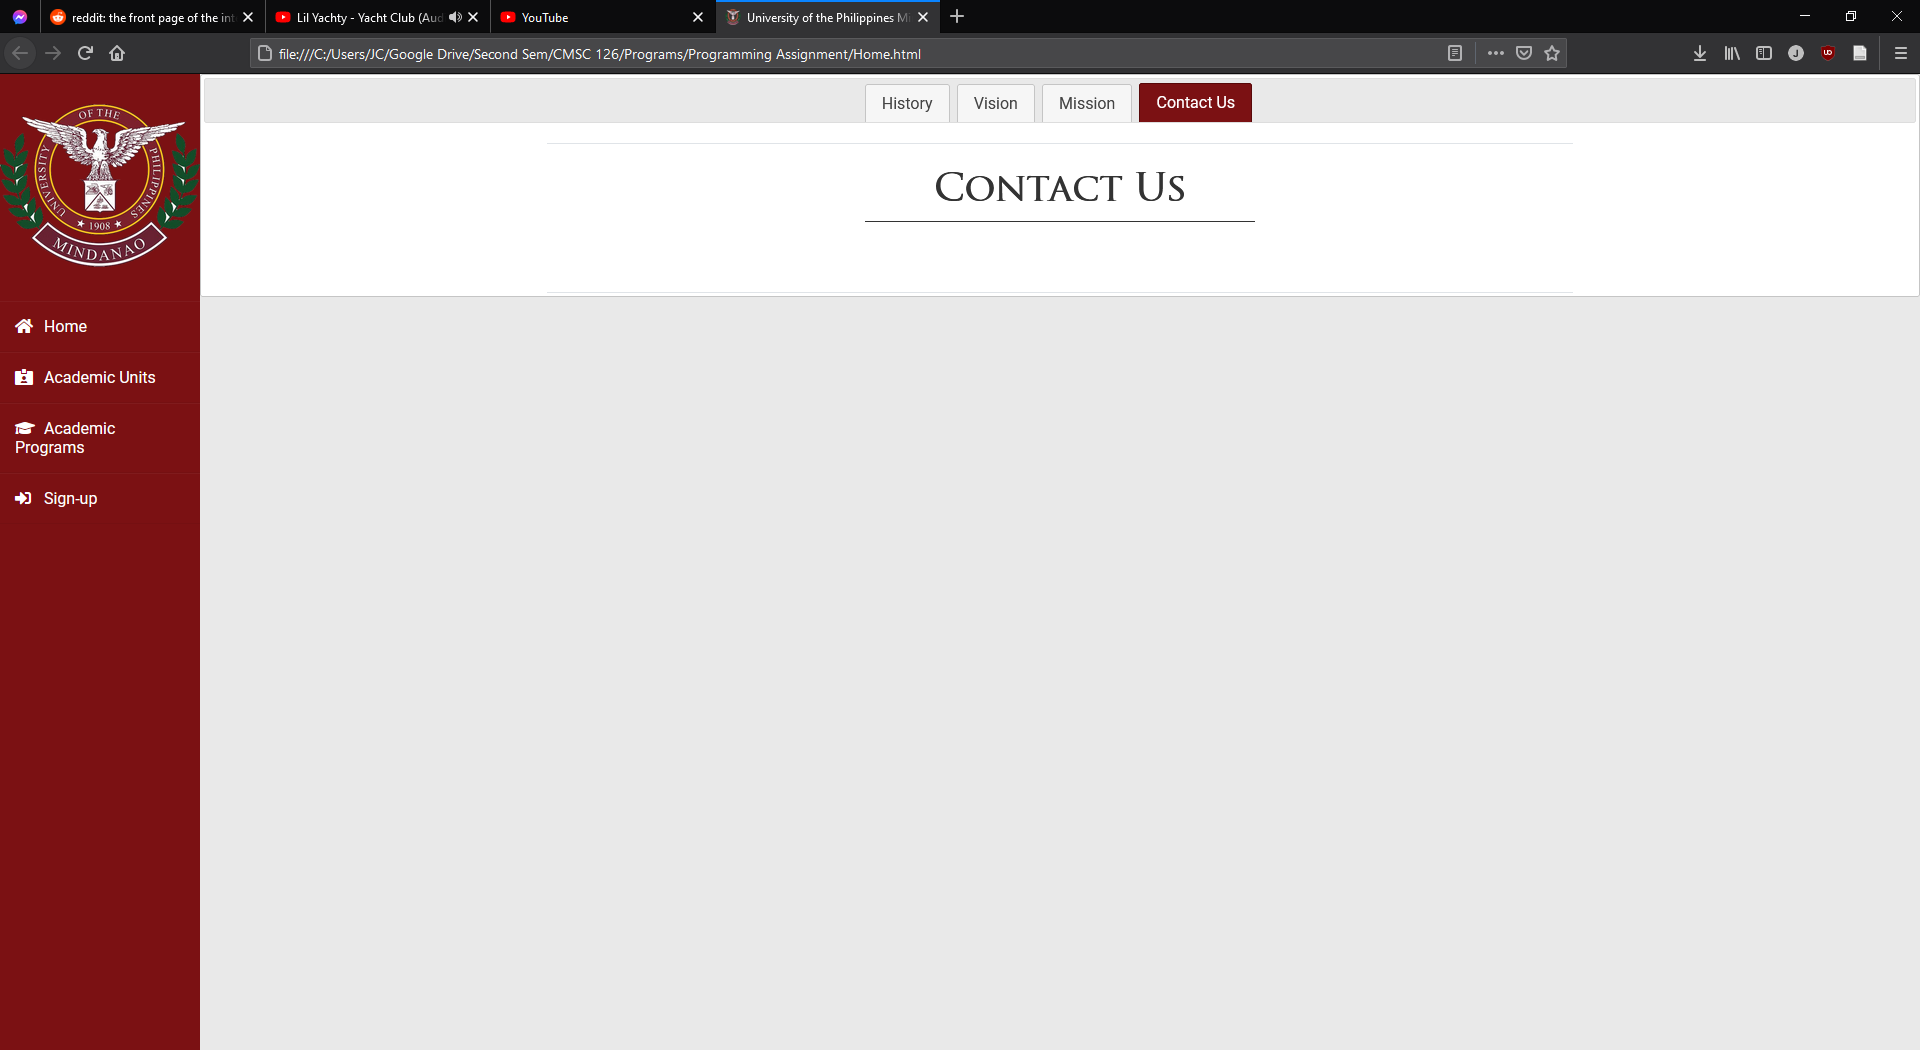 reddit: the front page of the int
Lil Yachty - Yacht Club (Aud
YouTube
University of the Philippines Mi
file:///C:/Users/JC/Google Drive/Second Sem/CMSC 126/Programs/Programming Assignment/Home.html
J
UD
History
Vision
Mission
Contact Us
UNIVERSITY OF THE PHILIPPINES
1908
MINDANAO
Contact Us
Home
Academic Units
Academic
Programs
Sign-up